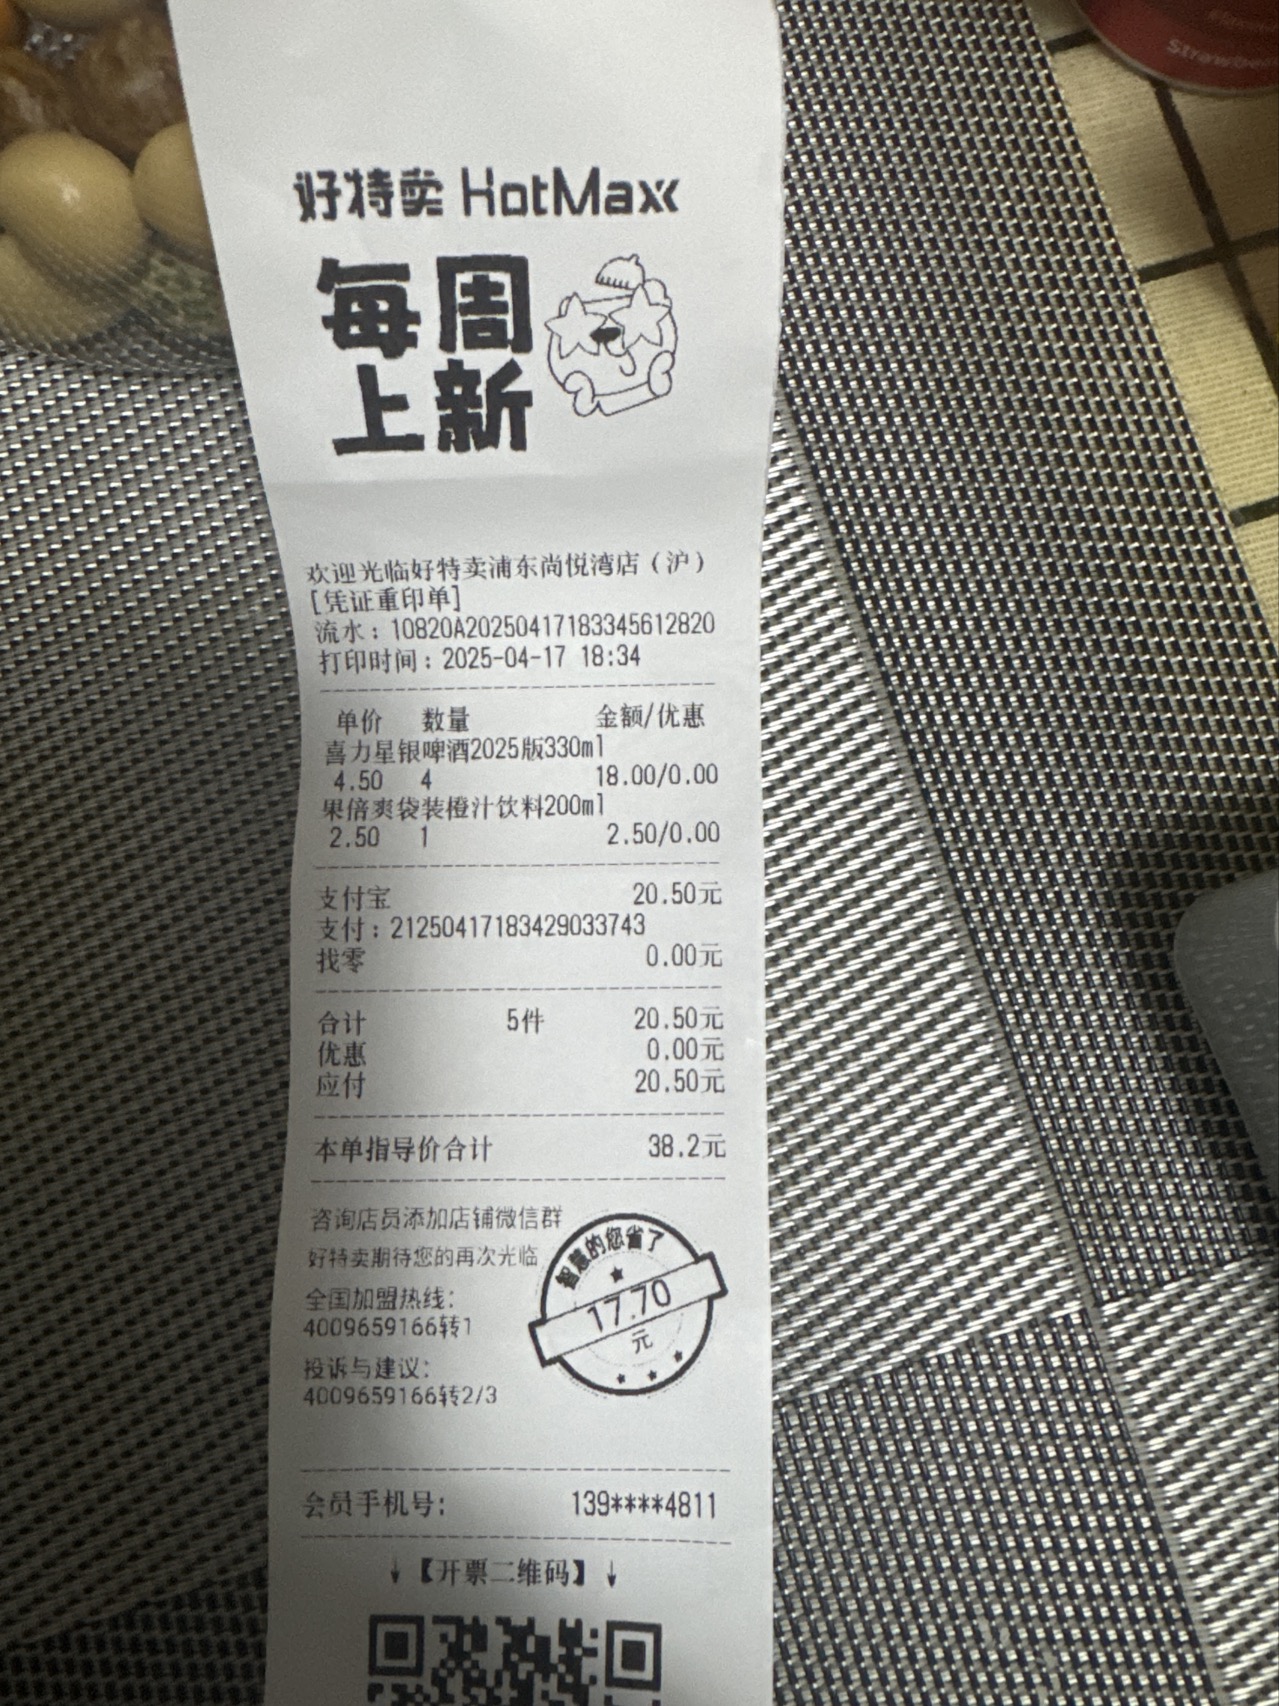 Strawbe
好特卖 HotMaxx
每周
上新
欢迎光临好特卖浦东尚悦湾店（沪）
[凭证重印单]
流水：10820A20250417183345612820
打印时间：2025-04-17 18:34
单价 数量 金额/优惠
喜力星银啤酒2025版330ml
4.50 4 18.00/0.00
果倍爽袋装橙汁饮料200ml
2.50 1 2.50/0.00
支付宝 20.50元
支付：21250417183429033743
找零 0.00元
合计 5件 20.50元
优惠 0.00元
应付 20.50元
本单指导价合计 38.2元
咨询店员添加店铺微信群
好特卖期待您的再次光临
全国加盟热线：
4009659166转1
投诉与建议：
4009659166转2/3
智慧的您省了
17.70
元
会员手机号： 139****4811
↓【开票二维码】↓